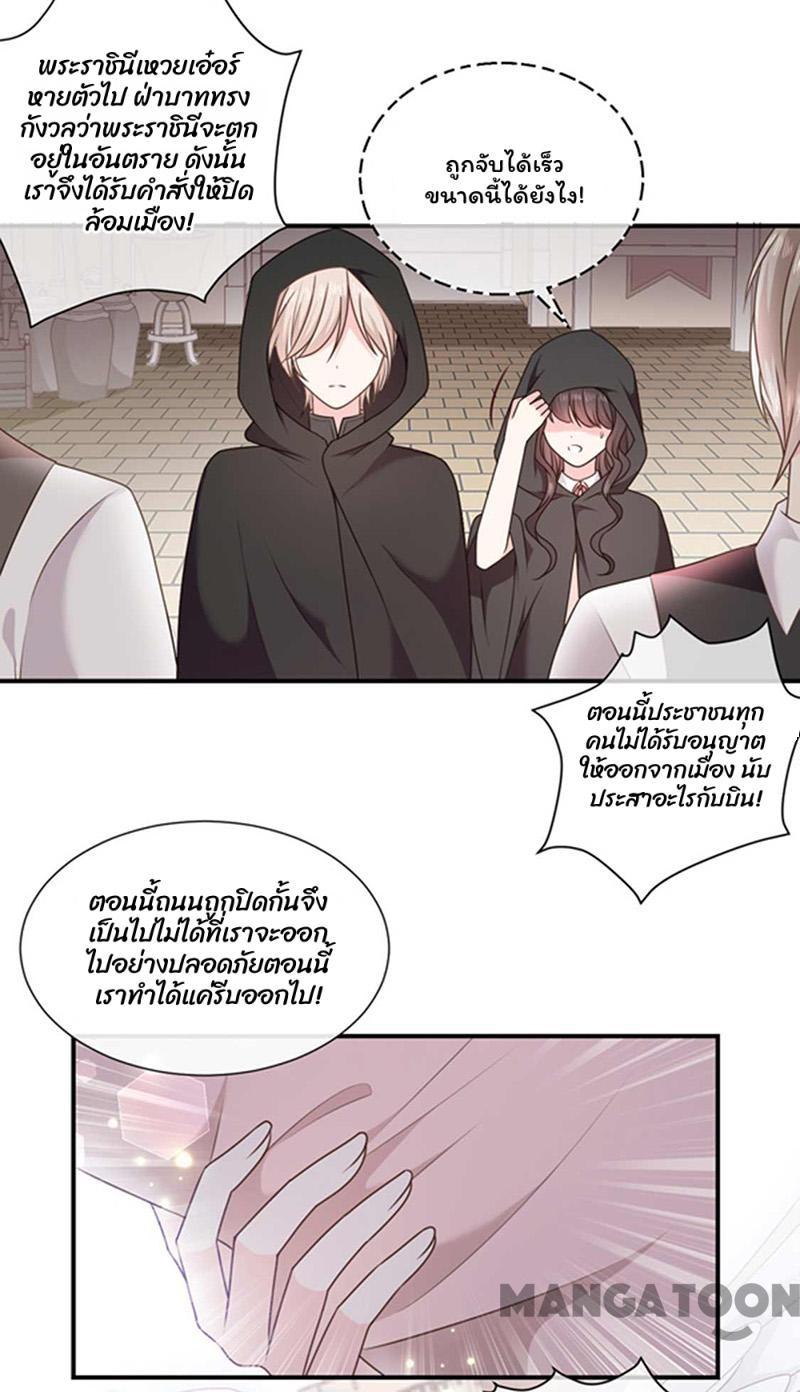 พระราชินีเหวยเอ๋อร์
หายตัวไป ฝ่าบาททรง
กังวลว่าพระราชินีจะตก
อยู่ในอันตราย ดังนั้น
เราจึงได้รับคำสั่งให้ปิด
ล้อมเมือง!
ถูกจับได้เร็ว
ขนาดนี้ได้ยังไง!
ตอนนี้ประชาชนทุก
คนไม่ได้รับอนุญาต
ให้ออกจากเมือง นับ
ประสาอะไรกับบิน!
ตอนนี้ถนนถูกปิดกั้นจึง
เป็นไปไม่ได้ที่เราจะออก
ไปอย่างปลอดภัยตอนนี้
เราทำได้แค่รีบออกไป!
MANGATOON